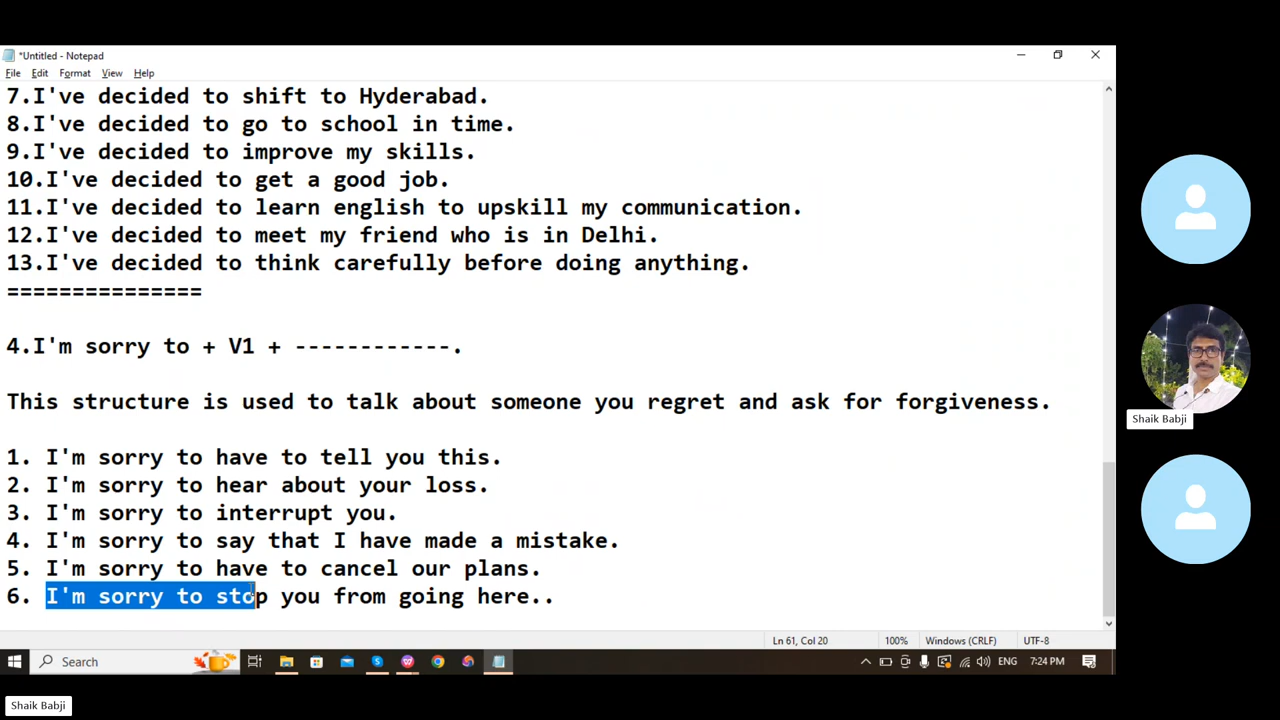 *Untitled - Notepad
File Edit Format View Help
7.I've decided to shift to Hyderabad.
8.I've decided to go to school in time.
9.I've decided to improve my skills.
10.I've decided to get a good job.
11.I've decided to learn english to upskill my communication.
12.I've decided to meet my friend who is in Delhi.
13.I've decided to think carefully before doing anything.
===============
4.I'm sorry to + V1 + ------------.
This structure is used to talk about someone you regret and ask for forgiveness.
1. I'm sorry to have to tell you this.
2. I'm sorry to hear about your loss.
3. I'm sorry to interrupt you.
4. I'm sorry to say that I have made a mistake.
5. I'm sorry to have to cancel our plans.
6. I'm sorry to stop you from going here..
Ln 61, Col 20 100% Windows (CRLF) UTF-8
Search ENG 7:24 PM
Shaik Babji
Shaik Babji